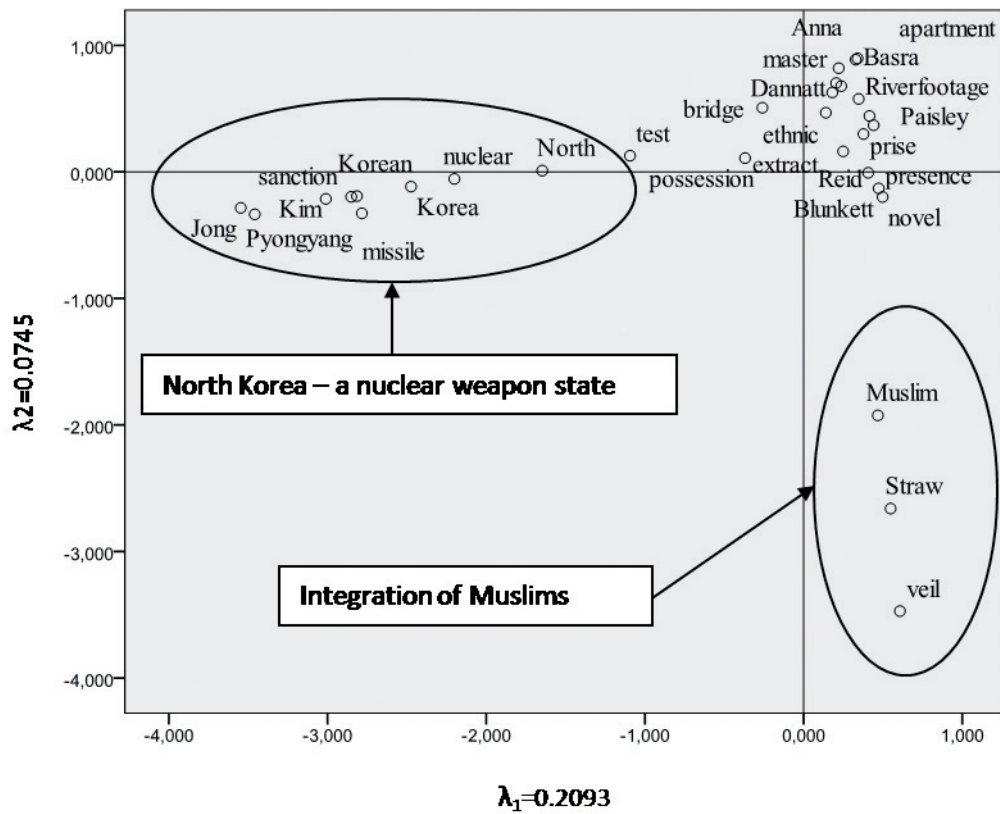 Anna apartment
1,000
master Basra
Dannatt Riverfootage
bridge Paisley
test ethnic
North prise
nuclear extract
Korean possession Reid presence
0,000
sanction Blunkett novel
Kim Korea
Jong Pyongyang
missile
-1,000
North Korea – a nuclear weapon state
λ2=0.0745
-2,000
Muslim
Straw
-3,000
Integration of Muslims
veil
-4,000
-4,000 -3,000 -2,000 -1,000 0,000 1,000
λ1=0.2093